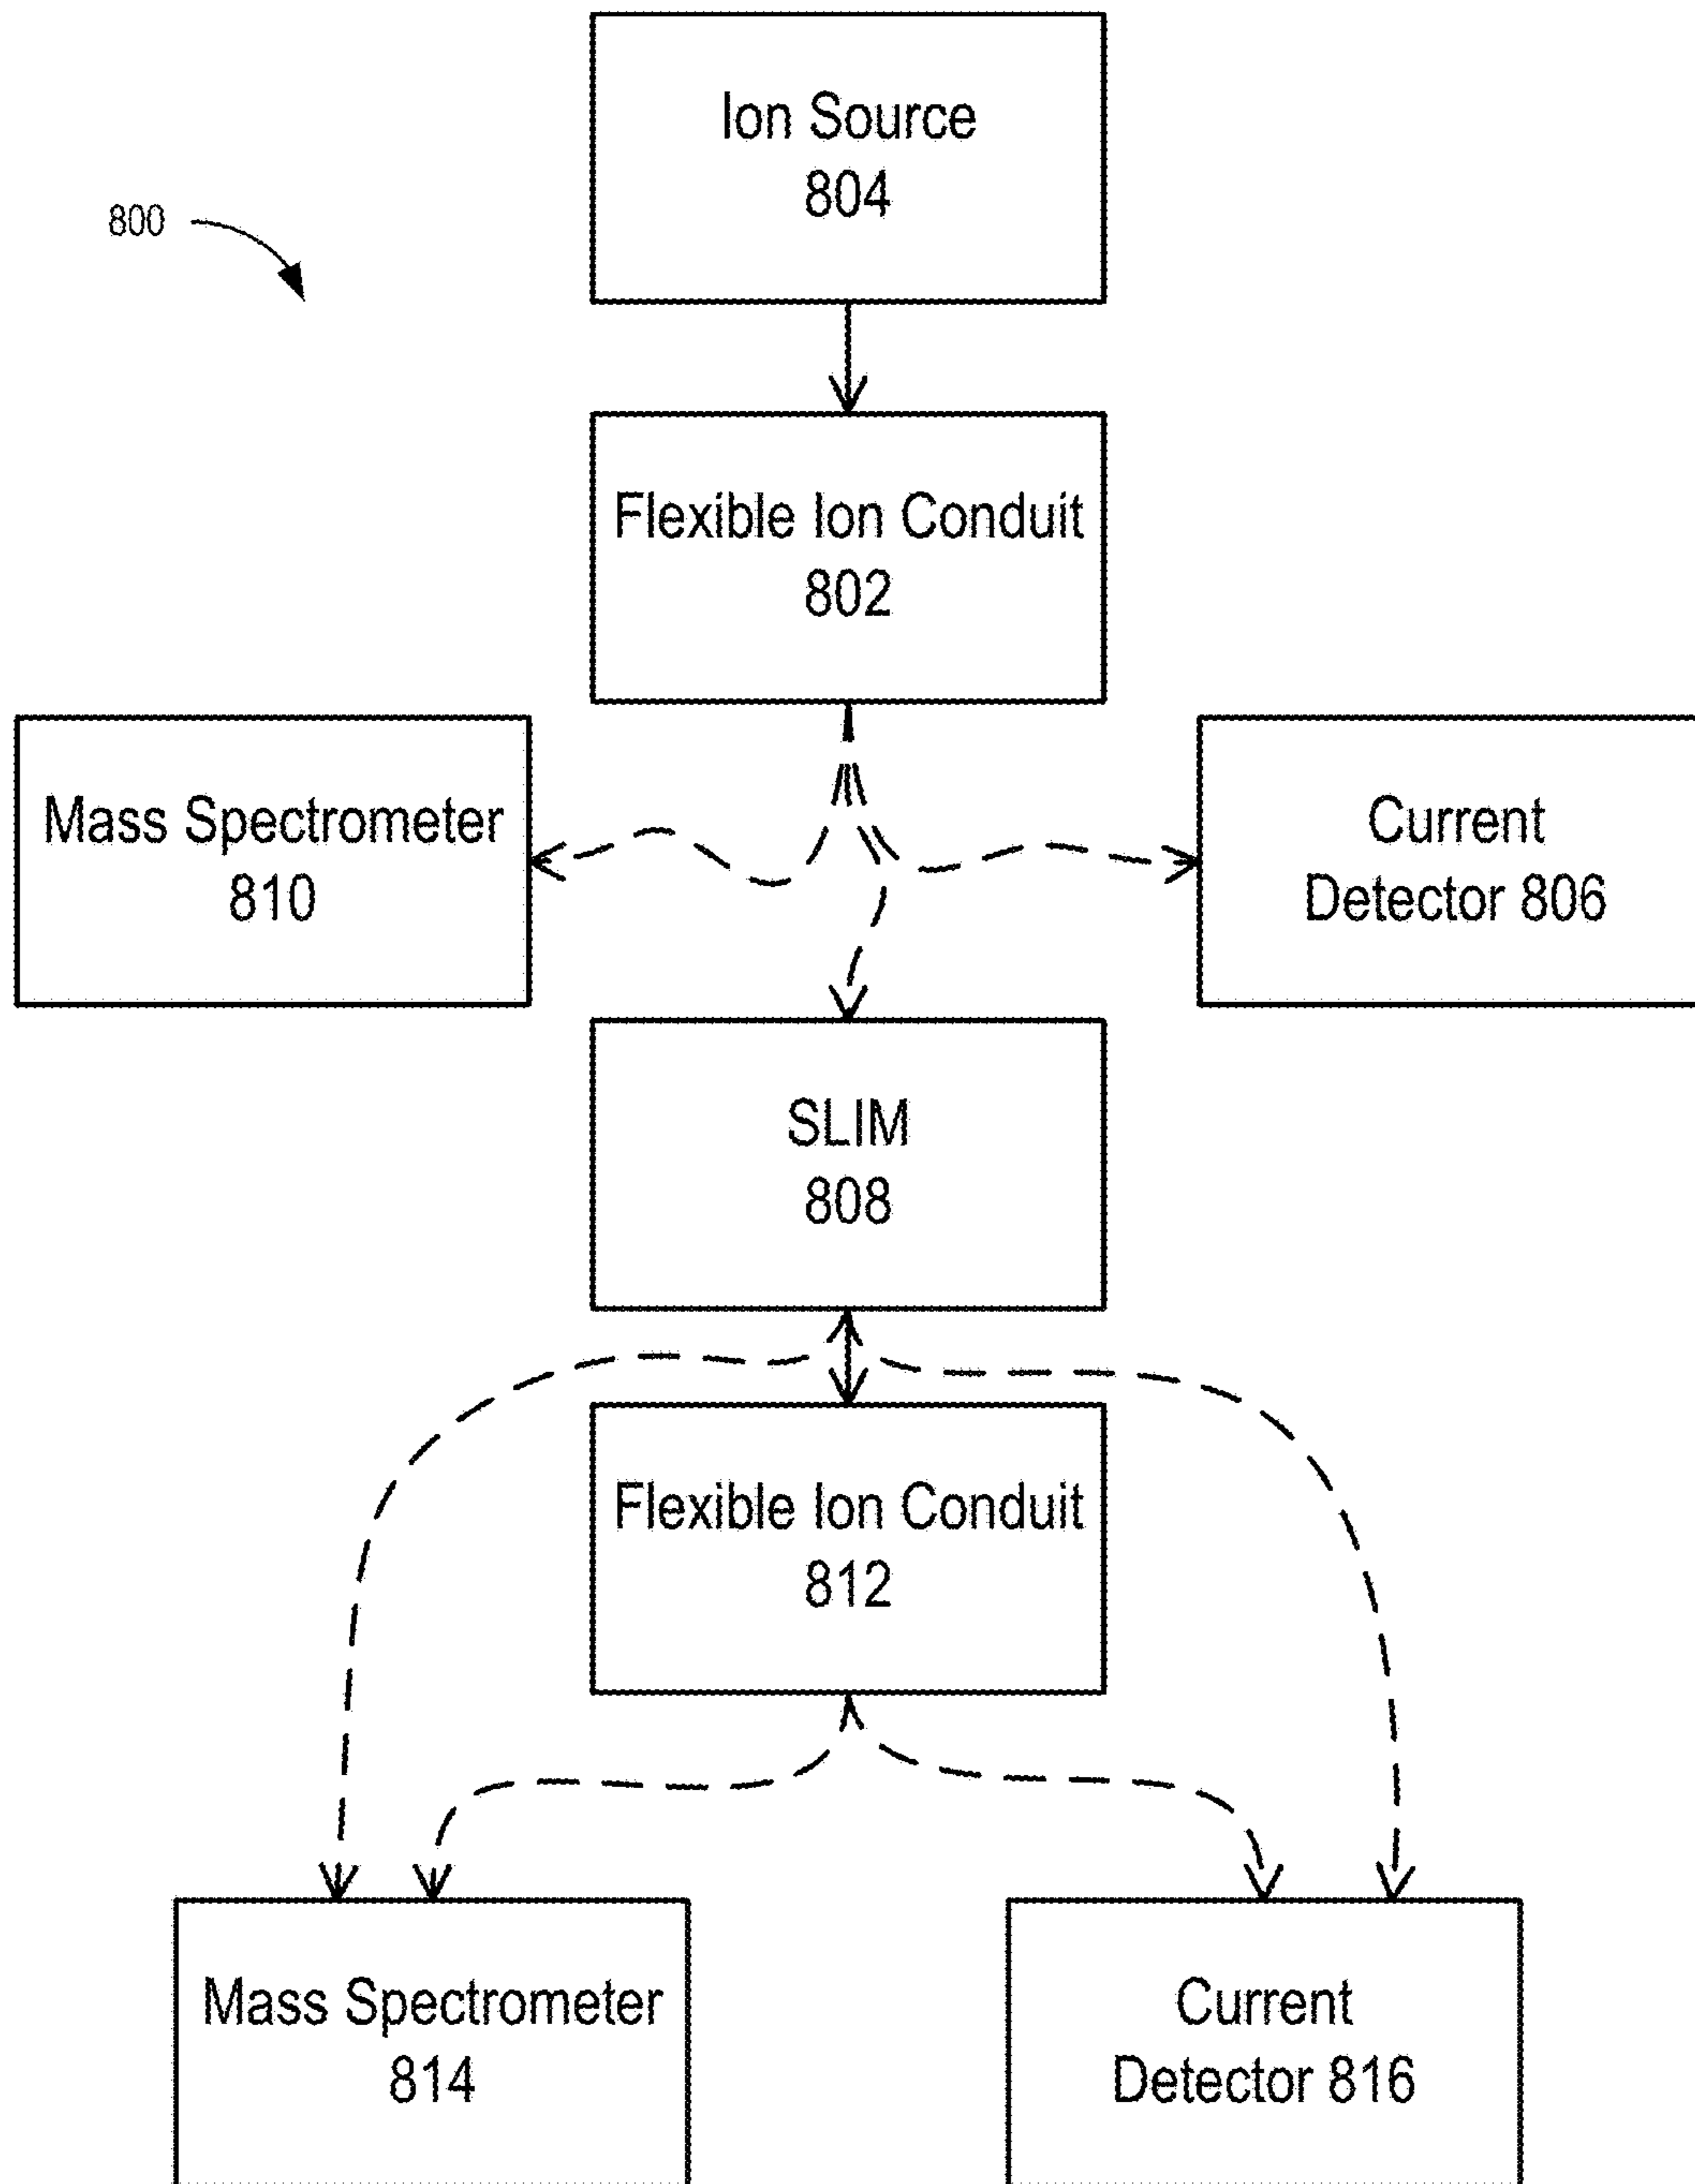 Ion Source
804
800
Flexible Ion Conduit
802
Mass Spectrometer
810
Current
Detector 806
SLIM
808
Flexible Ion Conduit
812
Mass Spectrometer
814
Current
Detector 816